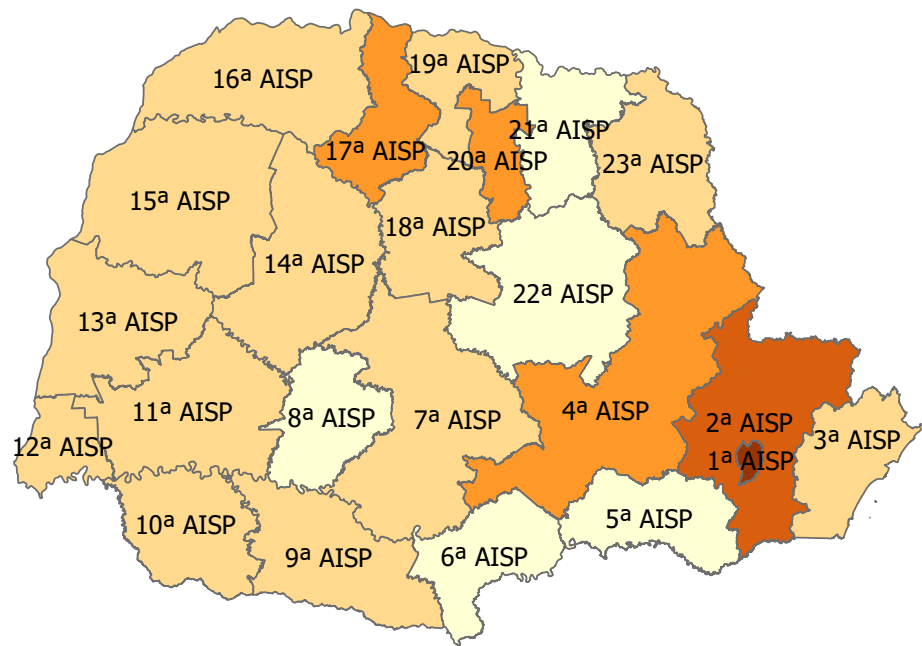 19ª AISP
16ª AISP
21ª AISP
17ª AISP
20ª AISP
23ª AISP
15ª AISP
18ª AISP
14ª AISP
22ª AISP
13ª AISP
11ª AISP
8ª AISP
7ª AISP
4ª AISP
2ª AISP
12ª AISP
3ª AISP
1ª AISP
10ª AISP
5ª AISP
9ª AISP
6ª AISP